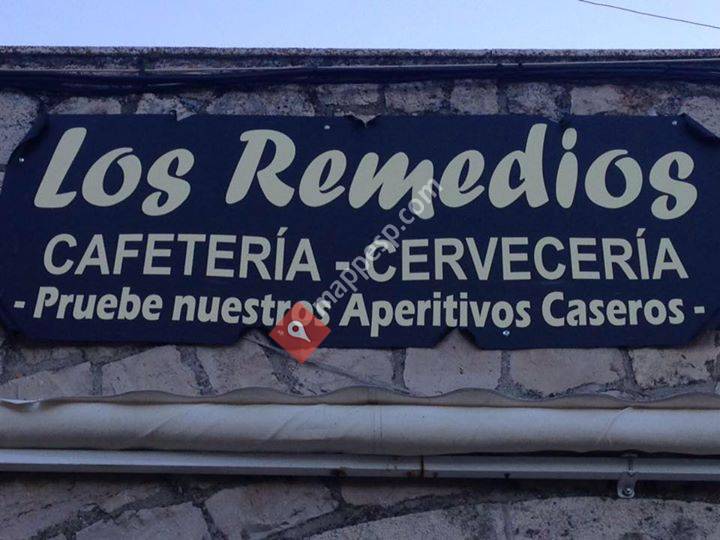 Los Remedios
CAFETERÍA - CERVECERÍA
- Pruebe nuestros Aperitivos Caseros -